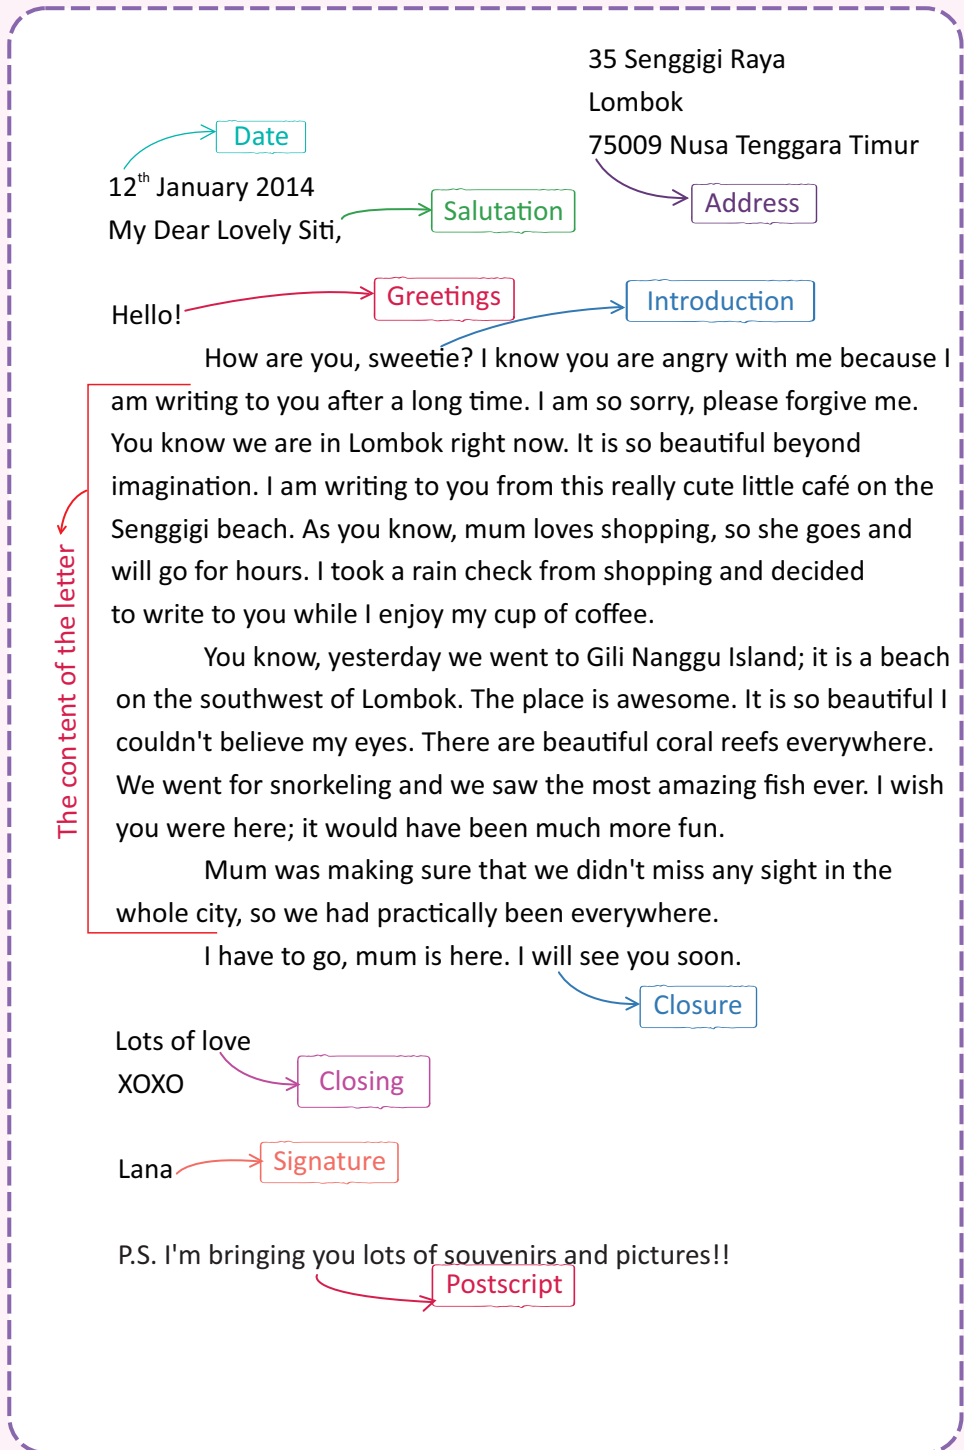 35 Senggigi Raya
Lombok
75009 Nusa Tenggara Timur
Address
Date
12th January 2014
My Dear Lovely Siti,
Salutation
Hello!
Greetings
Introduction
How are you, sweetie? I know you are angry with me because I
am writing to you after a long time. I am so sorry, please forgive me.
You know we are in Lombok right now. It is so beautiful beyond
imagination. I am writing to you from this really cute little café on the
Senggigi beach. As you know, mum loves shopping, so she goes and
will go for hours. I took a rain check from shopping and decided
to write to you while I enjoy my cup of coffee.
You know, yesterday we went to Gili Nanggu Island; it is a beach
on the southwest of Lombok. The place is awesome. It is so beautiful I
couldn't believe my eyes. There are beautiful coral reefs everywhere.
We went for snorkeling and we saw the most amazing fish ever. I wish
you were here; it would have been much more fun.
Mum was making sure that we didn't miss any sight in the
whole city, so we had practically been everywhere.
The content of the letter
I have to go, mum is here. I will see you soon.
Closure
Lots of love
XOXO
Closing
Lana
Signature
P.S. I'm bringing you lots of souvenirs and pictures!!
Postscript